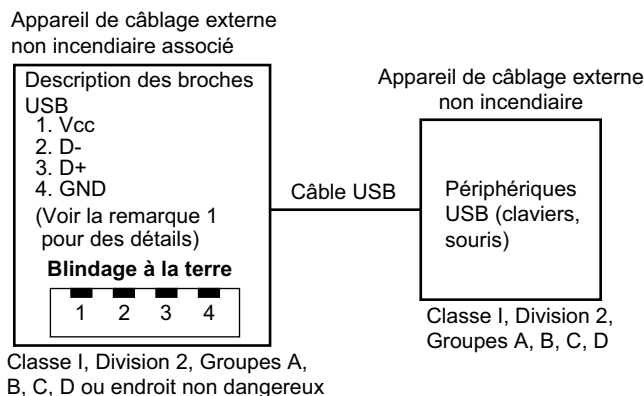 Appareil de câblage externe
non incendiaire associé
Description des broches
USB
1. Vcc
2. D-
3. D+
4. GND
(Voir la remarque 1
pour des détails)
Blindage à la terre
1 2 3 4
Classe I, Division 2, Groupes A,
B, C, D ou endroit non dangereux
Câble USB
Appareil de câblage externe
non incendiaire
Périphériques
USB (claviers,
souris)
Classe I, Division 2,
Groupes A, B, C, D